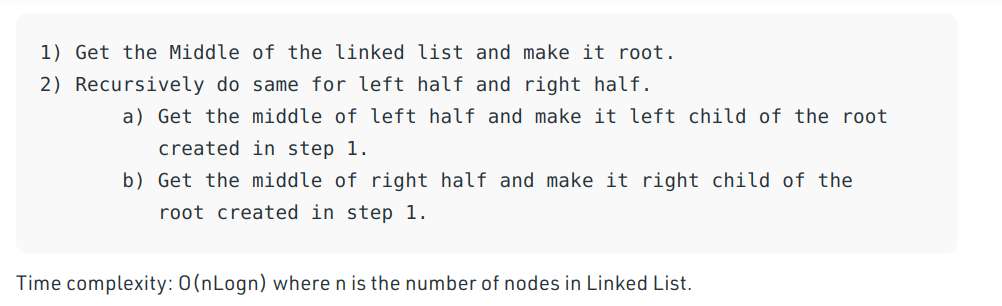 1) Get the Middle of the linked list and make it root.
2) Recursively do same for left half and right half.
a) Get the middle of left half and make it left child of the root
created in step 1.
b) Get the middle of right half and make it right child of the
root created in step 1.
Time complexity: O(nLogn) where n is the number of nodes in Linked List.